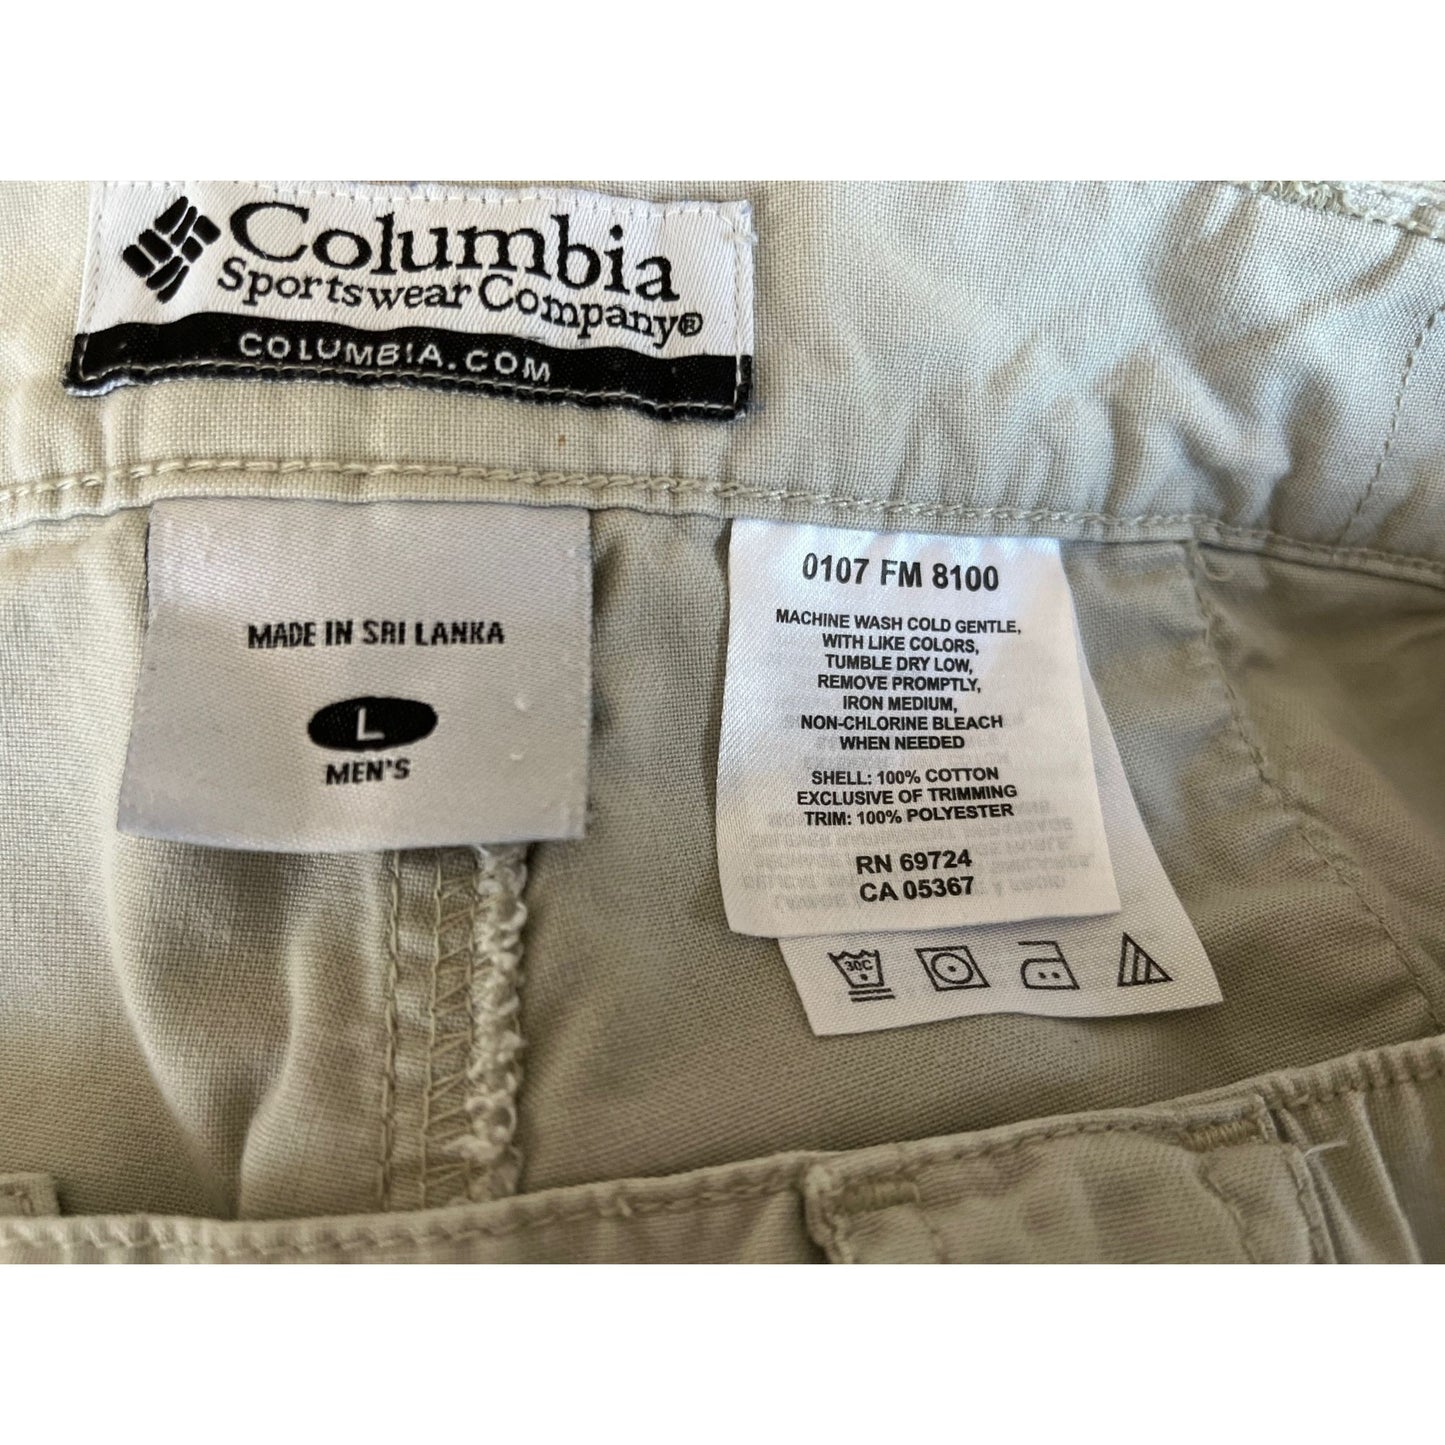 Columbia
Sportswear Company®
COLUMBIA.COM
MADE IN SRI LANKA
L
MEN'S
0107 FM 8100
MACHINE WASH COLD GENTLE,
WITH LIKE COLORS,
TUMBLE DRY LOW,
REMOVE PROMPTLY,
IRON MEDIUM,
NON-CHLORINE BLEACH
WHEN NEEDED
SHELL: 100% COTTON
EXCLUSIVE OF TRIMMING
TRIM: 100% POLYESTER
RN 69724
CA 05367
30C